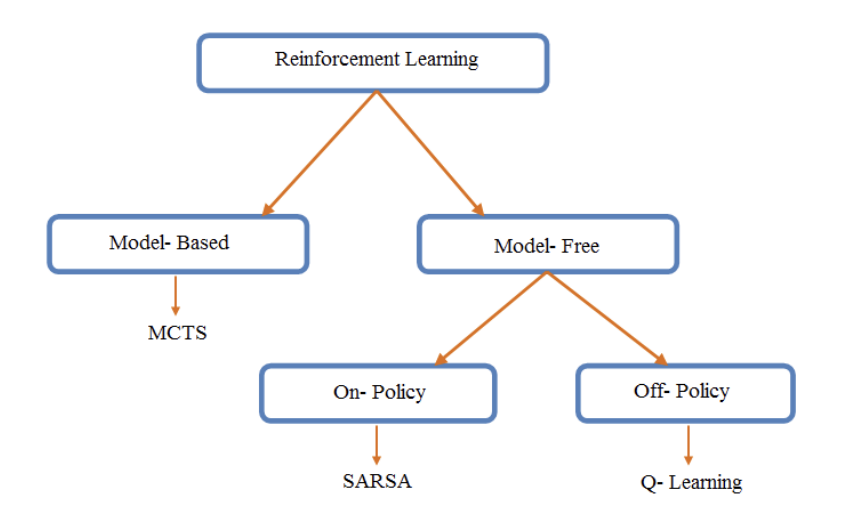 Reinforcement Learning
Model- Based
Model- Free
MCTS
On- Policy
Off- Policy
SARSA
Q- Learning